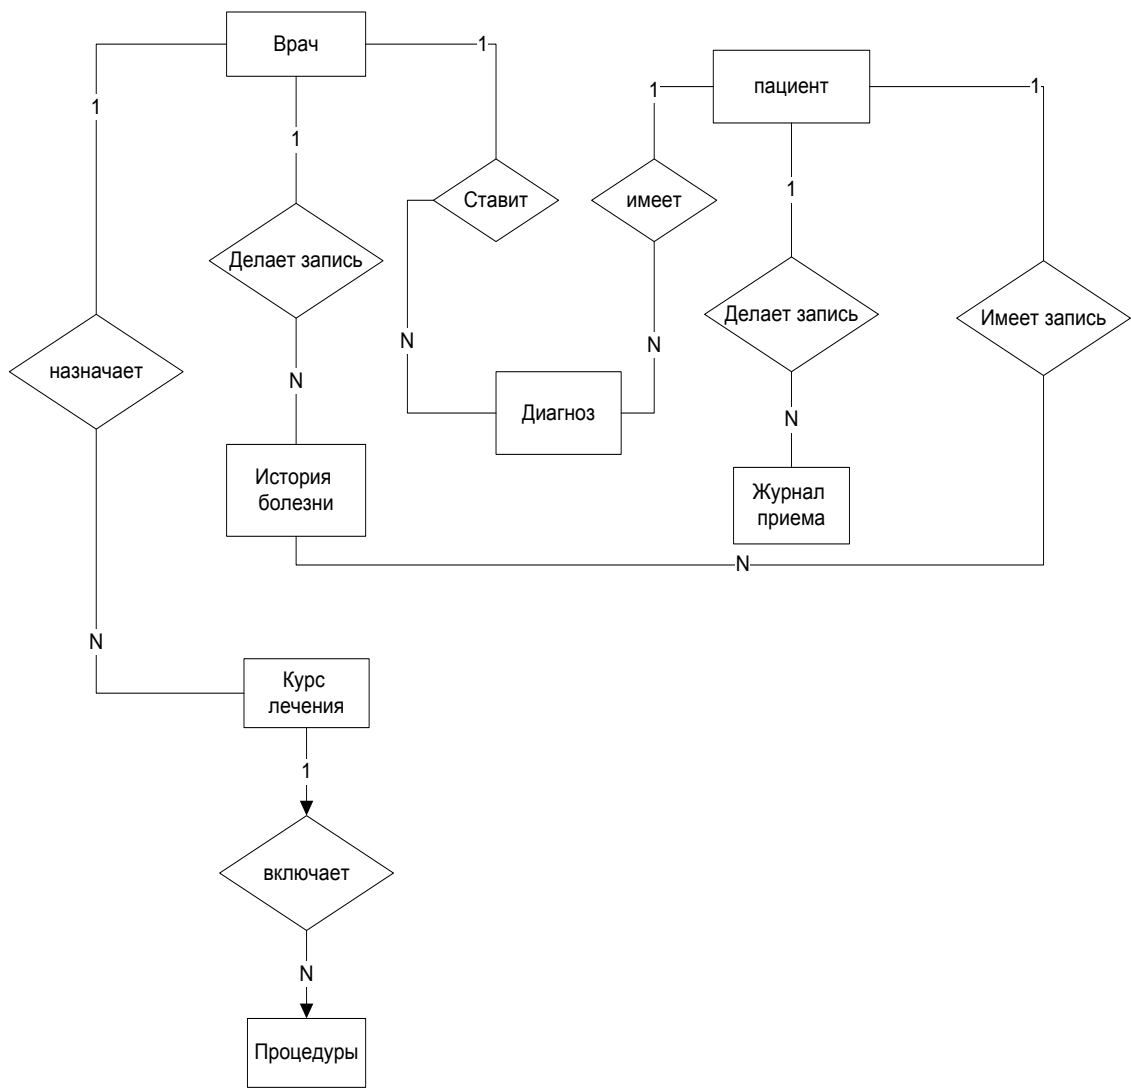 Врач
1
пациент
1
1
1
1
1
Ставит
имеет
Делает запись
Делает запись
Имеет запись
назначает
N
N
N
Диагноз
N
История
болезни
Журнал
приема
N
N
Курс
лечения
1
включает
N
Процедуры